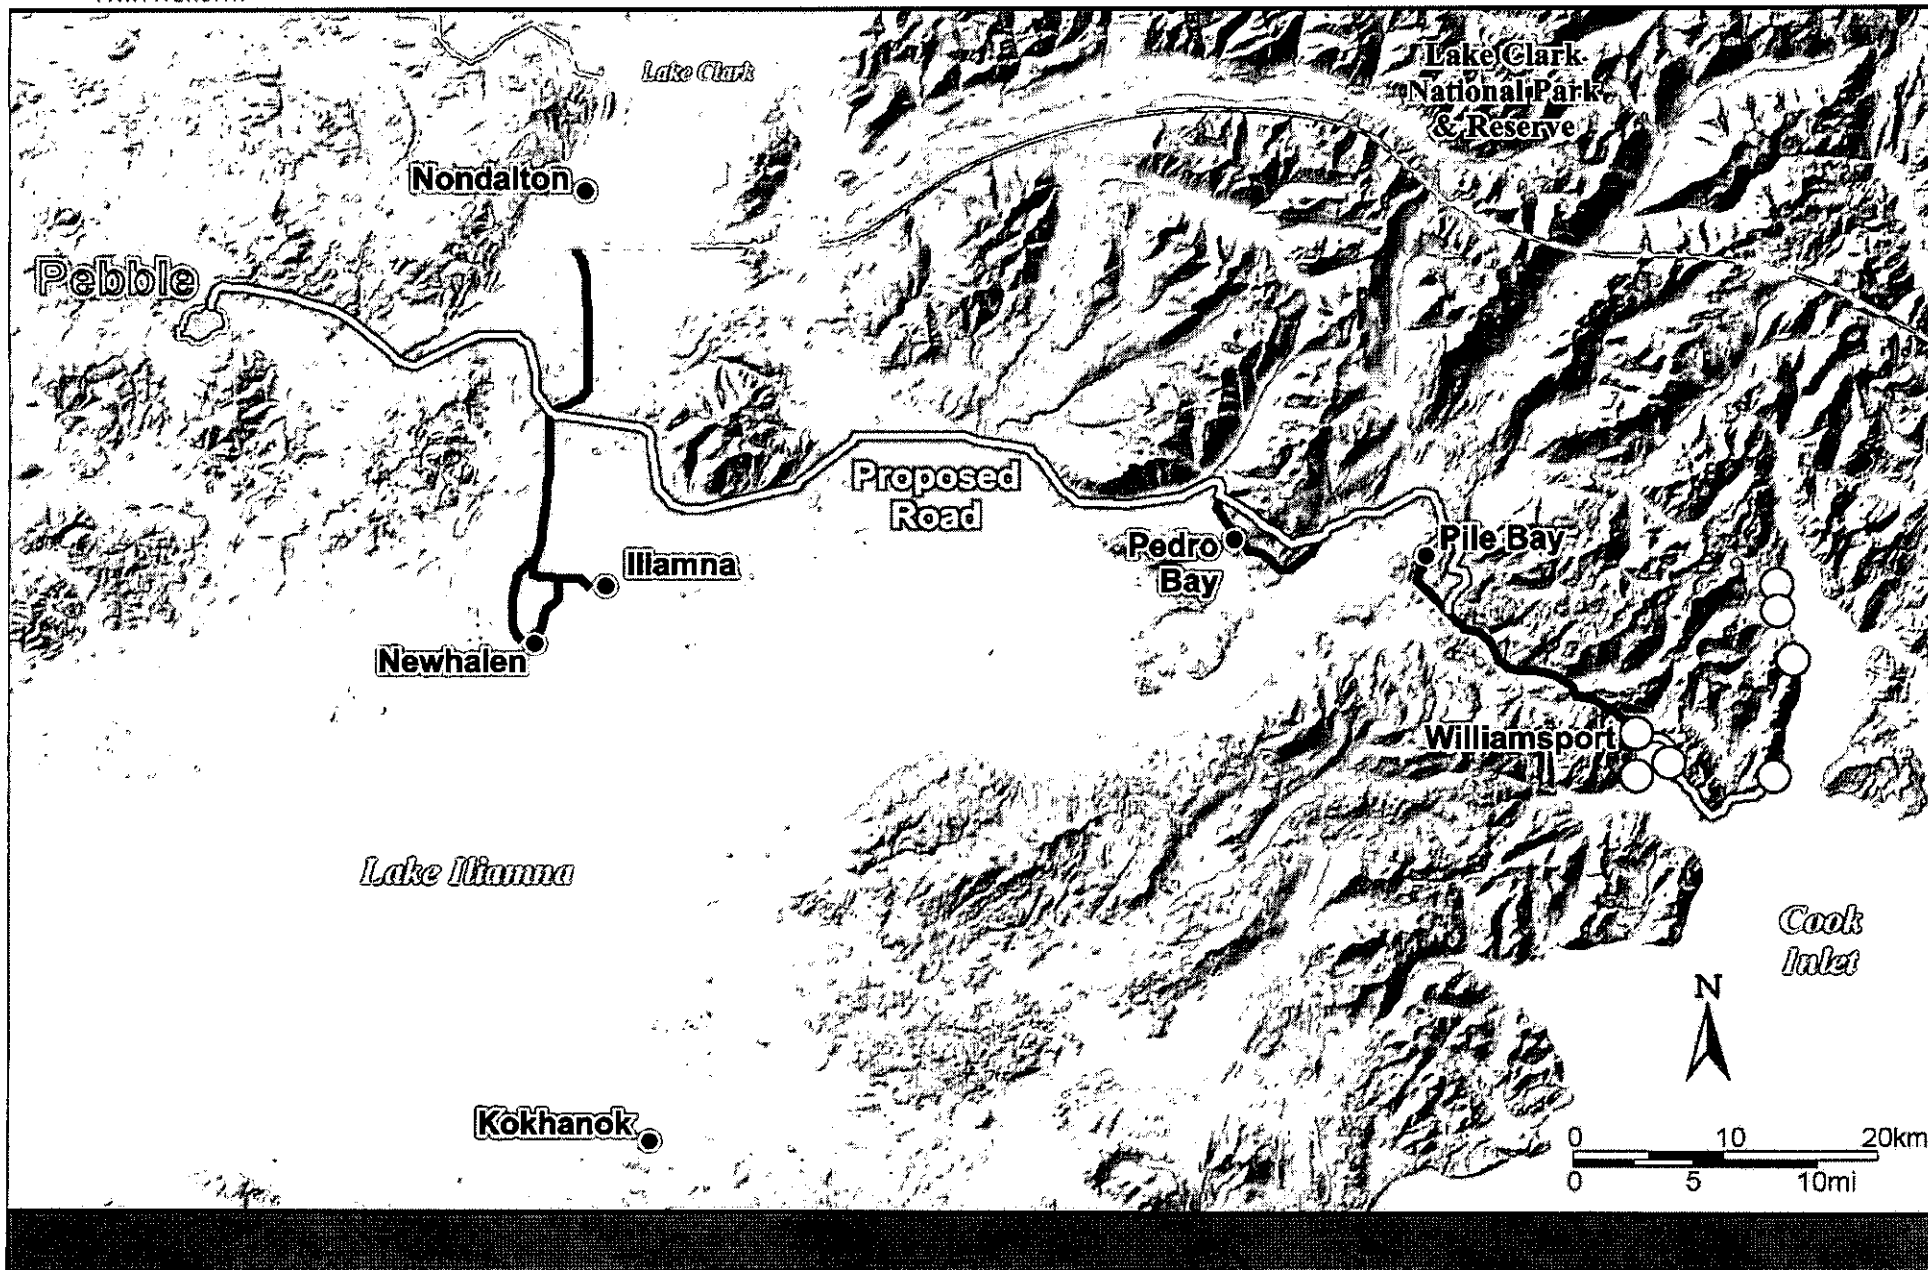 Lake Clark
Lake Clark
National Park
& Reserve
Nondalton
Pebble
Proposed
Road
Pedro
Bay
Pile Bay
Iliamna
Newhalen
Williamsport
Lake Iliamna
Cook
Inlet
N
Kokhanok
0 10 20km
0 5 10mi